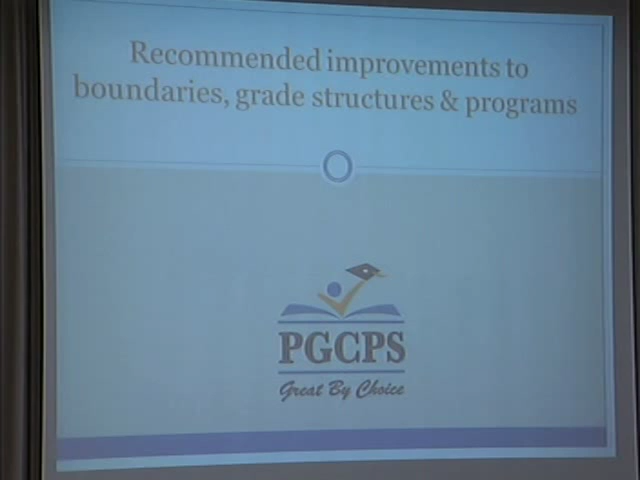 Recommended improvements to
boundaries, grade structures & programs
PGCPS
Great By Choice